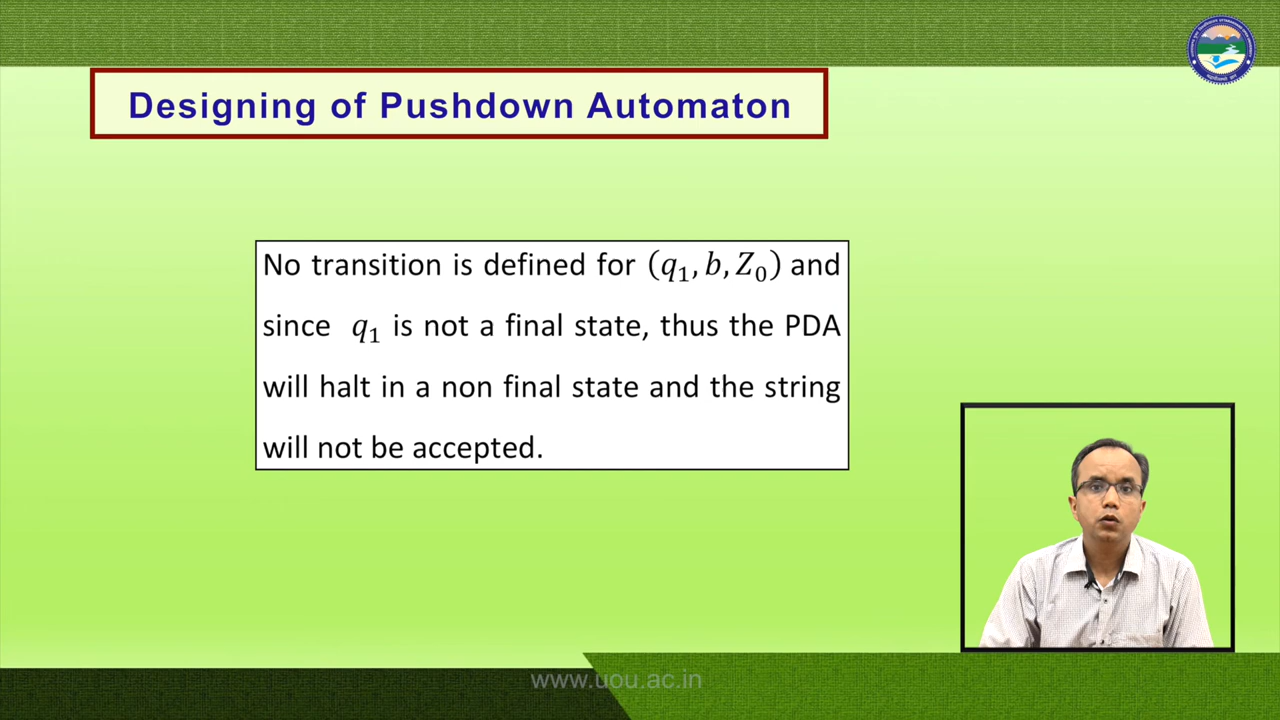 Designing of Pushdown Automaton
No transition is defined for (q₁, b, Z₀) and
since q₁ is not a final state, thus the PDA
will halt in a non final state and the string
will not be accepted.
www.uou.ac.in